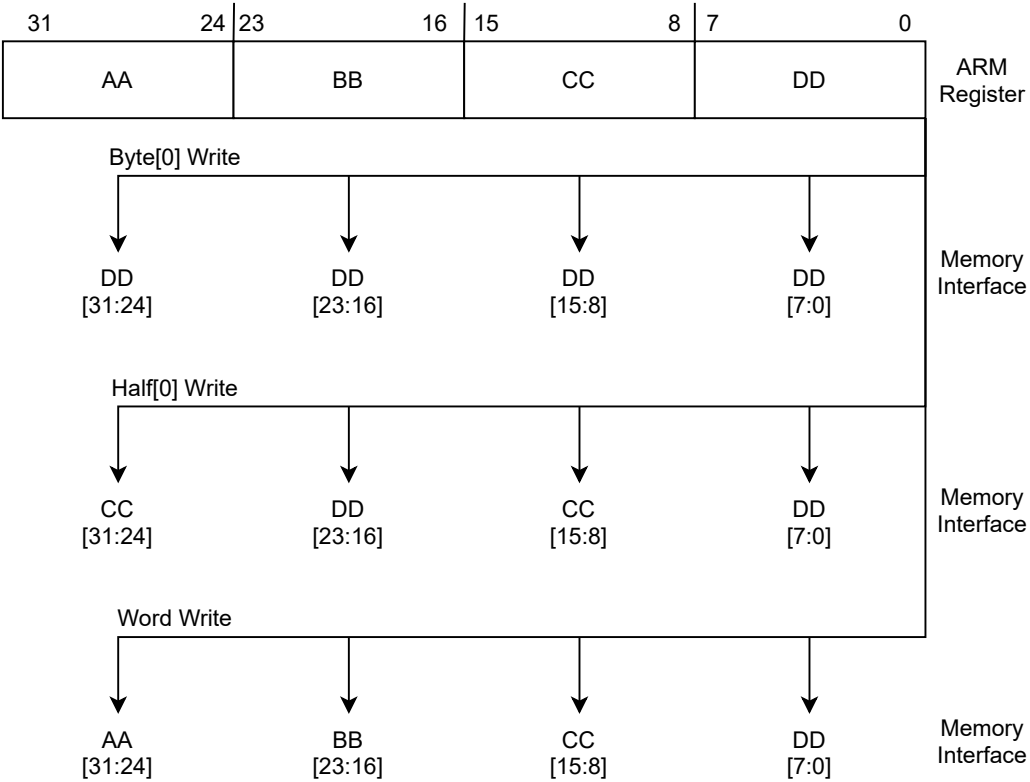 31 24 23 16 15 8 7 0
AA BB CC DD
ARM
Register
Byte[0] Write
DD DD DD DD
[31:24] [23:16] [15:8] [7:0]
Memory
Interface
Half[0] Write
CC DD CC DD
[31:24] [23:16] [15:8] [7:0]
Memory
Interface
Word Write
AA BB CC DD
[31:24] [23:16] [15:8] [7:0]
Memory
Interface